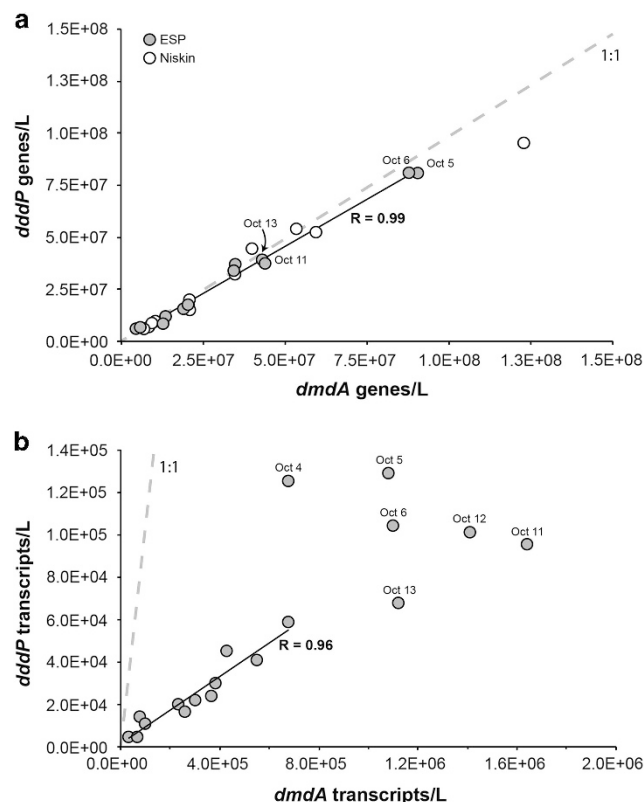 a
ESP
Niskin
1:1
1.5E+08
1.3E+08
1.0E+08
7.5E+07
5.0E+07
2.5E+07
0.0E+00
dddP genes/L
Oct 6
Oct 5
R = 0.99
Oct 13
Oct 11
0.0E+00 2.5E+07 5.0E+07 7.5E+07 1.0E+08 1.3E+08 1.5E+08
dmdA genes/L
b
1:1
1.4E+05
1.2E+05
1.0E+05
8.0E+04
6.0E+04
4.0E+04
2.0E+04
0.0E+00
dddP transcripts/L
Oct 4
Oct 5
Oct 6
Oct 12
Oct 11
Oct 13
R = 0.96
0.0E+00 4.0E+05 8.0E+05 1.2E+06 1.6E+06 2.0E+06
dmdA transcripts/L